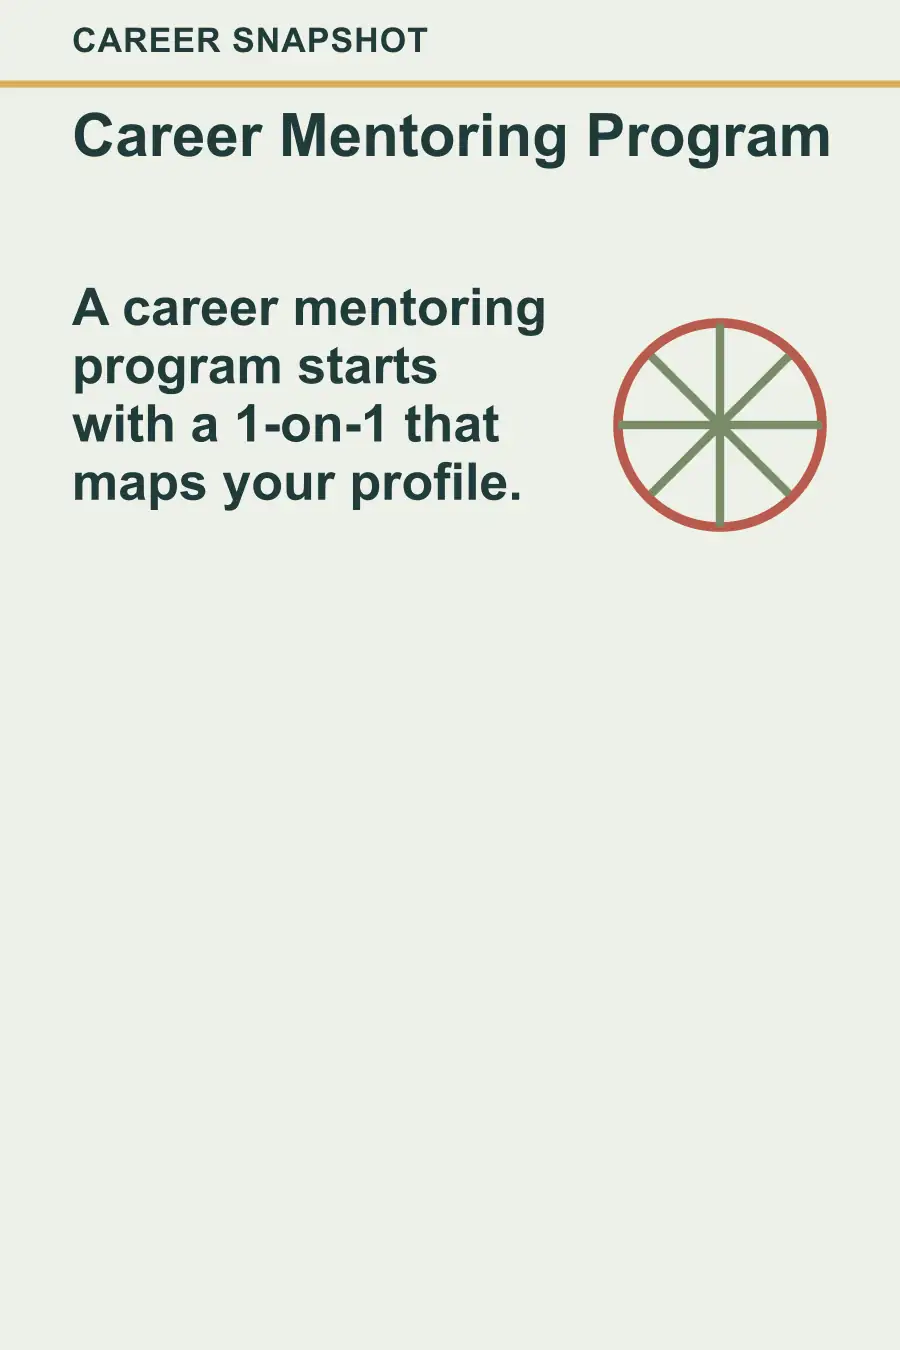 CAREER SNAPSHOT
Career Mentoring Program
A career mentoring
program starts
with a 1-on-1 that
maps your profile.